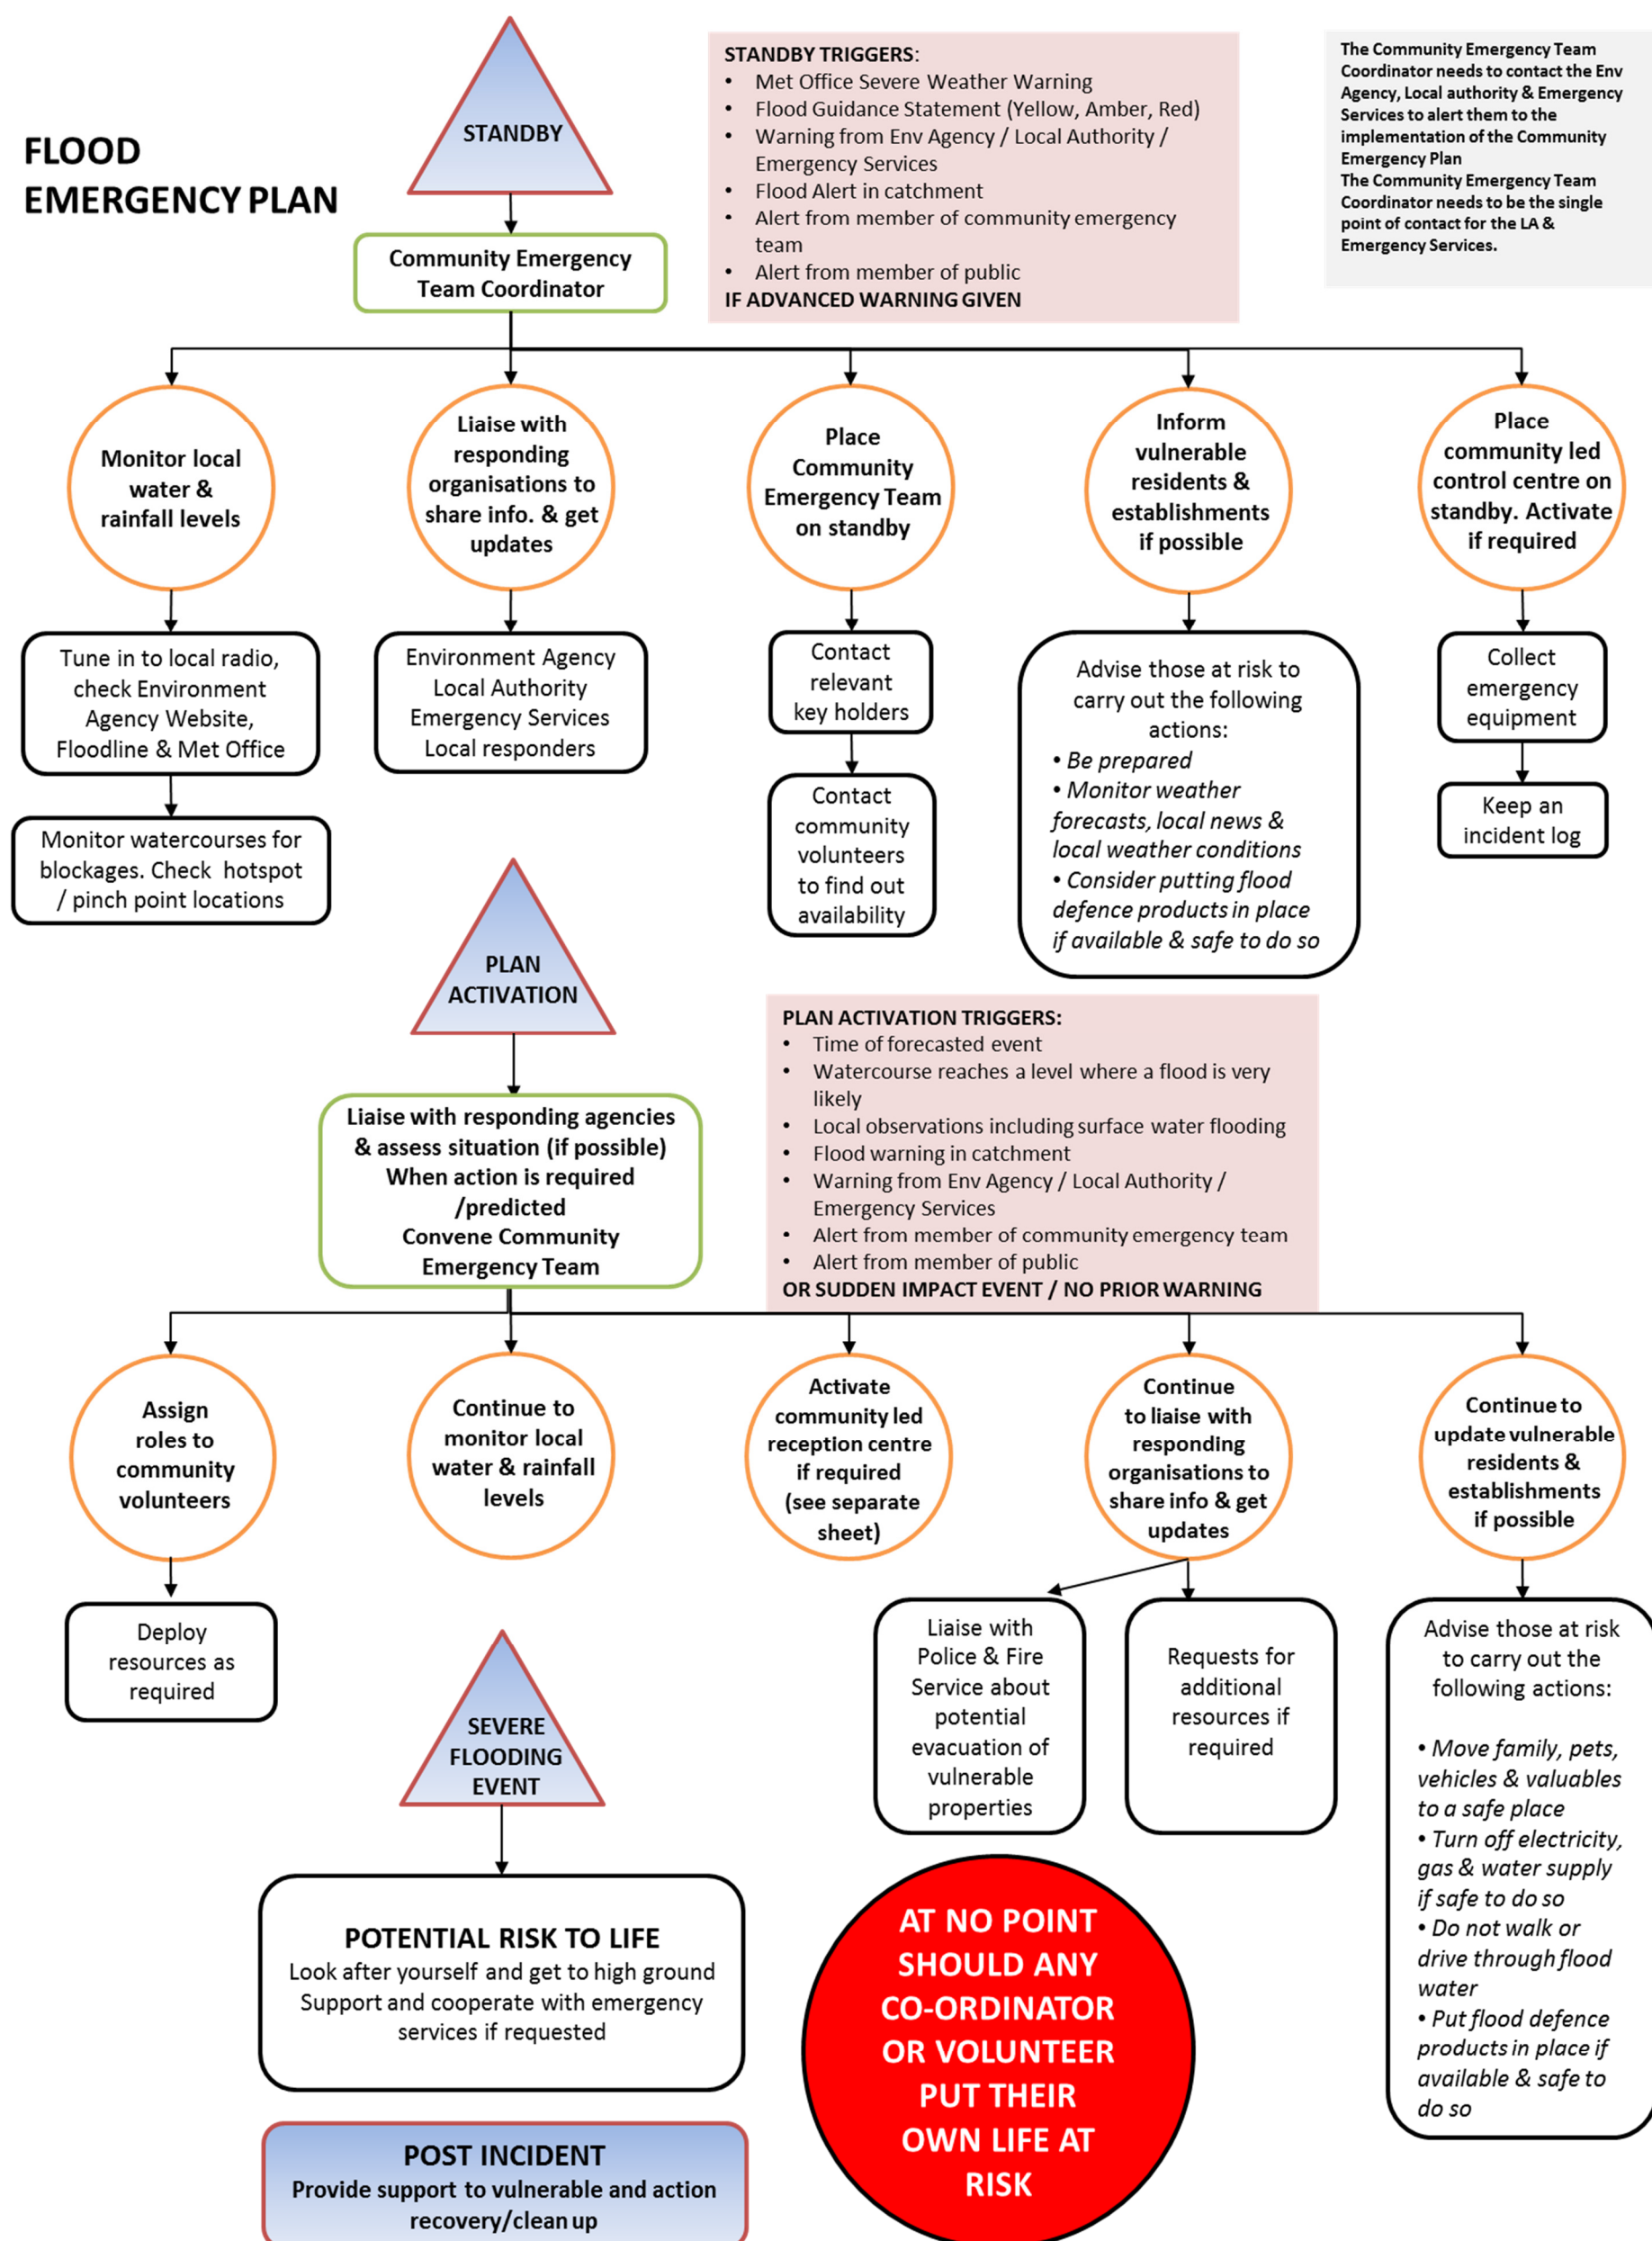 FLOOD
EMERGENCY PLAN
STANDBY
STANDBY TRIGGERS:
• Met Office Severe Weather Warning
• Flood Guidance Statement (Yellow, Amber, Red)
• Warning from Env Agency / Local Authority /
Emergency Services
• Flood Alert in catchment
• Alert from member of community emergency
team
• Alert from member of public
IF ADVANCED WARNING GIVEN
The Community Emergency Team
Coordinator needs to contact the Env
Agency, Local authority & Emergency
Services to alert them to the
implementation of the Community
Emergency Plan
The Community Emergency Team
Coordinator needs to be the single
point of contact for the LA &
Emergency Services.
Community Emergency
Team Coordinator
Monitor local
water &
rainfall levels
Liaise with
responding
organisations to
share info. & get
updates
Place
Community
Emergency Team
on standby
Inform
vulnerable
residents &
establishments
if possible
Place
community led
control centre on
standby. Activate
if required
Tune in to local radio,
check Environment
Agency Website,
Floodline & Met Office
Monitor watercourses for
blockages. Check hotspot
/ pinch point locations
Environment Agency
Local Authority
Emergency Services
Local responders
Contact
relevant
key holders
Contact
community
volunteers
to find out
availability
Advise those at risk to
carry out the following
actions:
• Be prepared
• Monitor weather
forecasts, local news &
local weather conditions
• Consider putting flood
defence products in place
if available & safe to do so
Collect
emergency
equipment
Keep an
incident log
PLAN
ACTIVATION
PLAN ACTIVATION TRIGGERS:
• Time of forecasted event
• Watercourse reaches a level where a flood is very
likely
• Local observations including surface water flooding
• Flood warning in catchment
• Warning from Env Agency / Local Authority /
Emergency Services
• Alert from member of community emergency team
• Alert from member of public
OR SUDDEN IMPACT EVENT / NO PRIOR WARNING
Liaise with responding agencies
& assess situation (if possible)
When action is required
/predicted
Convene Community
Emergency Team
Assign
roles to
community
volunteers
Continue to
monitor local
water & rainfall
levels
Activate
community led
reception centre
if required
(see separate
sheet)
Continue
to liaise with
responding
organisations to
share info & get
updates
Continue to
update vulnerable
residents &
establishments
if possible
Deploy
resources as
required
Liaise with
Police & Fire
Service about
potential
evacuation of
vulnerable
properties
Requests for
additional
resources if
required
Advise those at risk
to carry out the
following actions:
• Move family, pets,
vehicles & valuables
to a safe place
• Turn off electricity,
gas & water supply
if safe to do so
• Do not walk or
drive through flood
water
• Put flood defence
products in place if
available & safe to
do so
SEVERE
FLOODING
EVENT
POTENTIAL RISK TO LIFE
Look after yourself and get to high ground
Support and cooperate with emergency
services if requested
AT NO POINT
SHOULD ANY
CO-ORDINATOR
OR VOLUNTEER
PUT THEIR
OWN LIFE AT
RISK
POST INCIDENT
Provide support to vulnerable and action
recovery/clean up